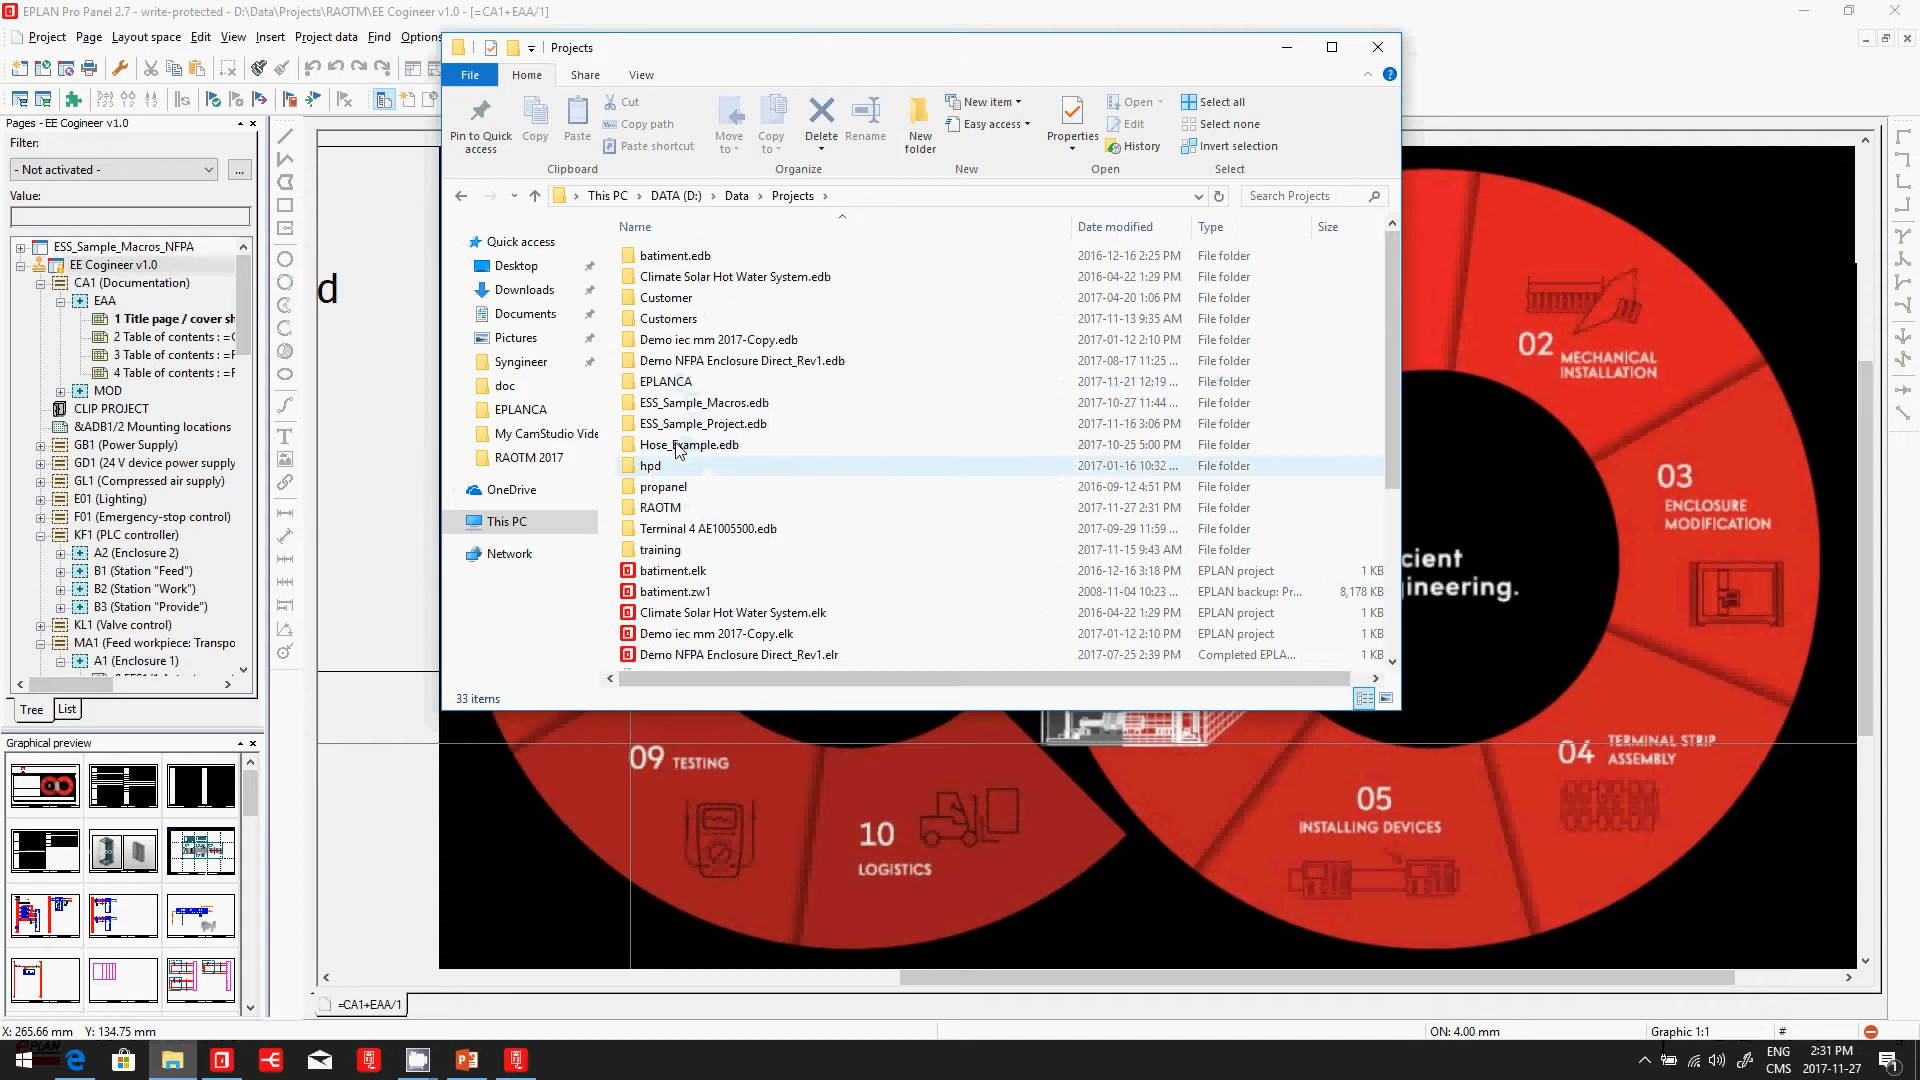 EPLAN Pro Panel 2.7 - write-protected - D:\Data\Projects\RAOTM\EE Cogineer v1.0 - [=CA1+EAA/1]
Project Page Layout space Edit View Insert Project data Find Options
Pages - EE Cogineer v1.0
Filter:
- Not activated -
...
Value:
ESS_Sample_Macros_NFPA
EE Cogineer v1.0
CA1 (Documentation)
EAA
1 Title page / cover sh
2 Table of contents : =C
3 Table of contents : =F
4 Table of contents : =F
MOD
CLIP PROJECT
&ADB1/2 Mounting locations
GB1 (Power Supply)
GD1 (24 V device power supply
GL1 (Compressed air supply)
E01 (Lighting)
F01 (Emergency-stop control)
KF1 (PLC controller)
A2 (Enclosure 2)
B1 (Station "Feed")
B2 (Station "Work")
B3 (Station "Provide")
KL1 (Valve control)
MA1 (Feed workpiece: Transpo
A1 (Enclosure 1)
Tree List
Graphical preview
d
Projects
File Home Share View
Pin to Quick access
Copy
Paste
Cut
Copy path
Paste shortcut
Clipboard
Move to
Copy to
Delete
Rename
Organize
New folder
New item
Easy access
New
Properties
Open
Edit
History
Open
Select all
Select none
Invert selection
Select
This PC > DATA (D:) > Data > Projects >
Search Projects
Quick access
Desktop
Downloads
Documents
Pictures
Syngineer
doc
EPLANCA
My CamStudio Vide
RAOTM 2017
OneDrive
This PC
Network
Name Date modified Type Size
batiment.edb 2016-12-16 2:25 PM File folder
Climate Solar Hot Water System.edb 2016-04-22 1:29 PM File folder
Customer 2017-04-20 1:06 PM File folder
Customers 2017-11-13 9:35 AM File folder
Demo iec mm 2017-Copy.edb 2017-01-12 2:10 PM File folder
Demo NFPA Enclosure Direct_Rev1.edb 2017-08-17 11:25 ... File folder
EPLANCA 2017-11-21 12:19 ... File folder
ESS_Sample_Macros.edb 2017-10-27 11:44 ... File folder
ESS_Sample_Project.edb 2017-11-16 3:06 PM File folder
Hose_Example.edb 2017-10-25 5:00 PM File folder
hpd 2017-01-16 10:32 ... File folder
propanel 2016-09-12 4:51 PM File folder
RAOTM 2017-11-27 2:31 PM File folder
Terminal 4 AE1005500.edb 2017-09-29 11:59 ... File folder
training 2017-11-15 9:43 AM File folder
batiment.elk 2016-12-16 3:18 PM EPLAN project 1 KB
batiment.zw1 2008-11-04 10:23 ... EPLAN backup: Pr... 8,178 KB
Climate Solar Hot Water System.elk 2016-04-22 1:29 PM EPLAN project 1 KB
Demo iec mm 2017-Copy.elk 2017-01-12 2:10 PM EPLAN project 1 KB
Demo NFPA Enclosure Direct_Rev1.elr 2017-07-25 2:39 PM Completed EPLA... 1 KB
33 items
02 MECHANICAL INSTALLATION
03
ENCLOSURE
MODIFICATION
cient
ineering.
04 TERMINAL STRIP ASSEMBLY
05
INSTALLING DEVICES
09 TESTING
10
LOGISTICS
=CA1+EAA/1
X: 265.66 mm Y: 134.75 mm
ON: 4.00 mm
Graphic 1:1
#
ENG
CMS
2:31 PM
2017-11-27
1